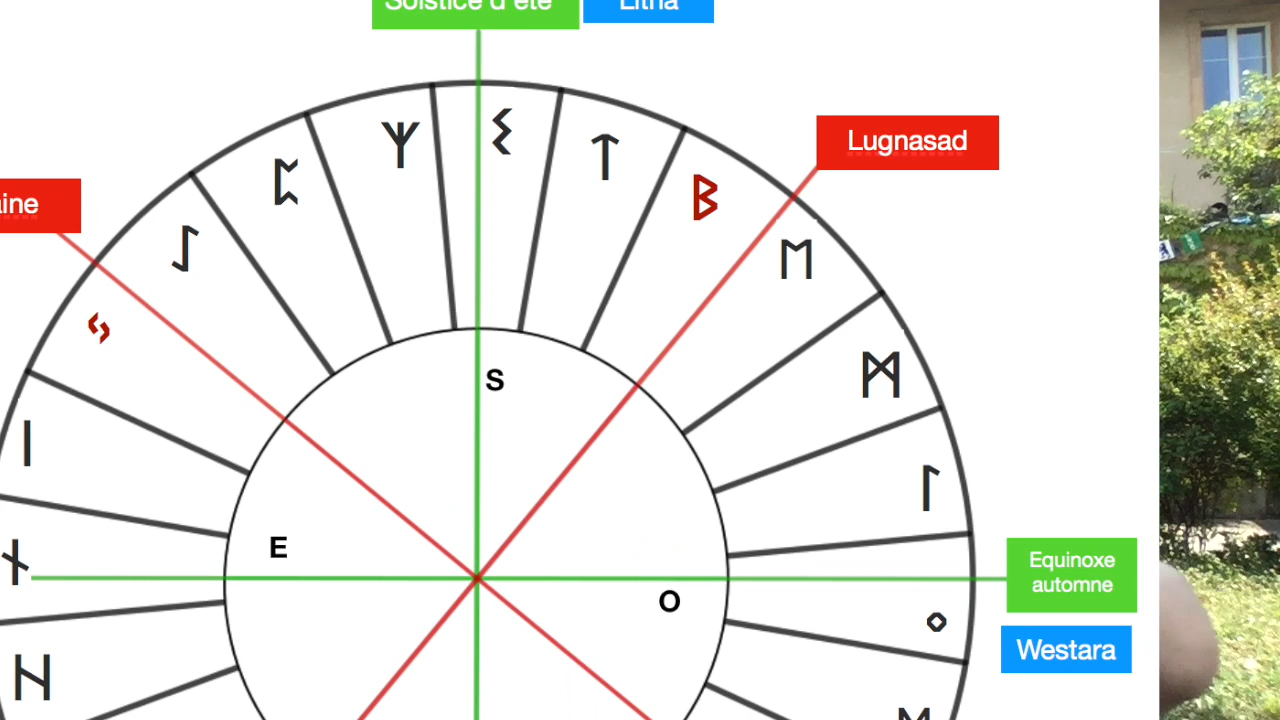 Solstice d'été
Litha
Lugnasad
aine
ᛉ
ᛊ
ᛏ
ᛈ
ᛒ
ᛇ
ᛖ
ᛃ
ᛗ
S
ᛁ
ᛚ
E
ᚾ
Equinoxe
automne
O
Westara
ᚺ